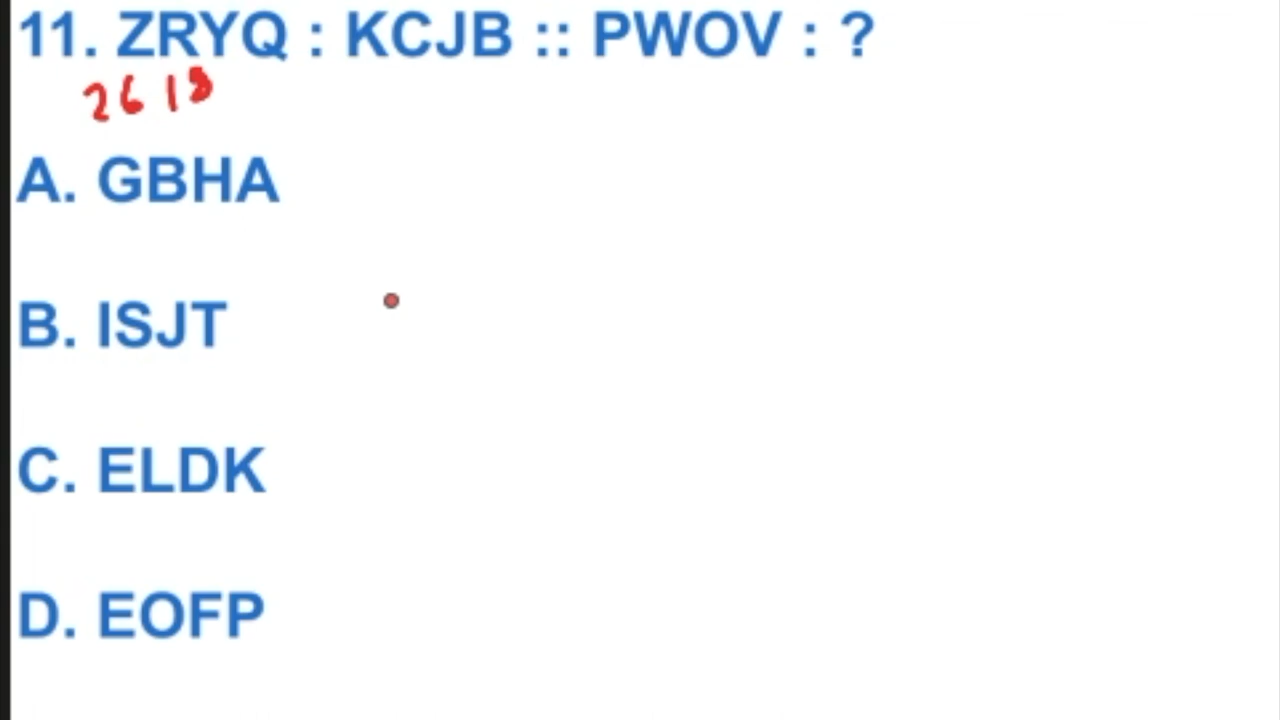 11. ZRYQ : KCJB :: PWOV : ?
26 18
A. GBHA
B. ISJT
C. ELDK
D. EOFP